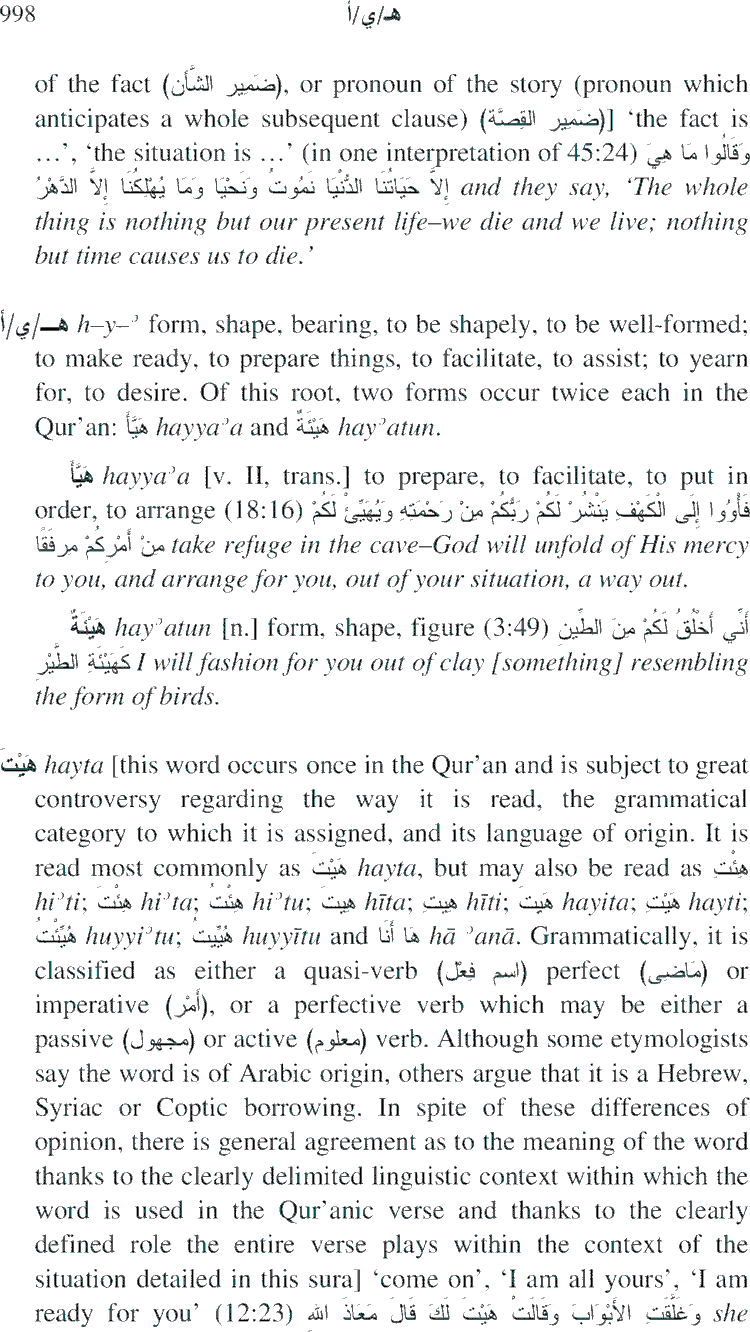 998 هـ/ي/أ
of the fact (ضَمِير الشَّأن), or pronoun of the story (pronoun which
anticipates a whole subsequent clause) (ضَمِير القِصَّة)] ‘the fact is
…’, ‘the situation is …’ (in one interpretation of 45:24) وَقَالُوا مَا هِيَ
إِلاَّ حَيَاتُنَا الدُّنْيَا نَمُوتُ وَنَحْيَا وَمَا يُهْلِكُنَا إِلاَّ الدَّهْرُ and they say, ‘The whole
thing is nothing but our present life–we die and we live; nothing
but time causes us to die.’
هـ/ي/أ h–y–ʾ form, shape, bearing, to be shapely, to be well-formed;
to make ready, to prepare things, to facilitate, to assist; to yearn
for, to desire. Of this root, two forms occur twice each in the
Qur’an: هَيَّأَ hayyaʾa and هَيْئَةٌ hayʾatun.
هَيَّأَ hayyaʾa [v. II, trans.] to prepare, to facilitate, to put in
order, to arrange (18:16) فَأْوُوا إِلَى الْكَهْفِ يَنْشُرْ لَكُمْ رَبُّكُمْ مِنْ رَحْمَتِهِ وَيُهَيِّئْ لَكُمْ
مِنْ أَمْرِكُمْ مِرفَقًا take refuge in the cave–God will unfold of His mercy
to you, and arrange for you, out of your situation, a way out.
هَيْئَةٌ hayʾatun [n.] form, shape, figure (3:49) أَنِّي أَخْلُقُ لَكُمْ مِنَ الطِّينِ
كَهَيْئَةِ الطَّيْرِ I will fashion for you out of clay [something] resembling
the form of birds.
هَيْتَ hayta [this word occurs once in the Qur’an and is subject to great
controversy regarding the way it is read, the grammatical
category to which it is assigned, and its language of origin. It is
read most commonly as هَيْتَ hayta, but may also be read as هِئْتِ
hiʾti; هِئْتَ hiʾta; هِئْتُ hiʾtu; هِيتَ hīta; هِيتِ hīti; هَيِتَ hayita; هَيْتِ hayti;
هُيِّئْتُ huyyiʾtu; هُيِّيتُ huyyītu and هَا أَنَا hā ʾanā. Grammatically, it is
classified as either a quasi-verb (اسم فِعْل) perfect (مَاضِى) or
imperative (أَمْر), or a perfective verb which may be either a
passive (مجهول) or active (معلوم) verb. Although some etymologists
say the word is of Arabic origin, others argue that it is a Hebrew,
Syriac or Coptic borrowing. In spite of these differences of
opinion, there is general agreement as to the meaning of the word
thanks to the clearly delimited linguistic context within which the
word is used in the Qur’anic verse and thanks to the clearly
defined role the entire verse plays within the context of the
situation detailed in this sura] ‘come on’, ‘I am all yours’, ‘I am
ready for you’ (12:23) وَغَلَّقَتِ الأَبْوَابَ وَقَالَتْ هَيْتَ لَكَ قَالَ مَعَاذَ اللهِ she